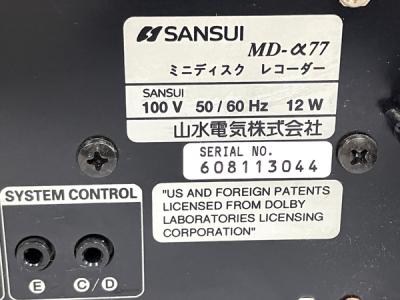 SANSUI
MD-α77
ミニディスク レコーダー
SANSUI
100 V 50/60 Hz 12 W
山水電気株式会社
SERIAL NO.
608113044
SYSTEM CONTROL
E C/D
"US AND FOREIGN PATENTS
LICENSED FROM DOLBY
LABORATORIES LICENSING
CORPORATION"